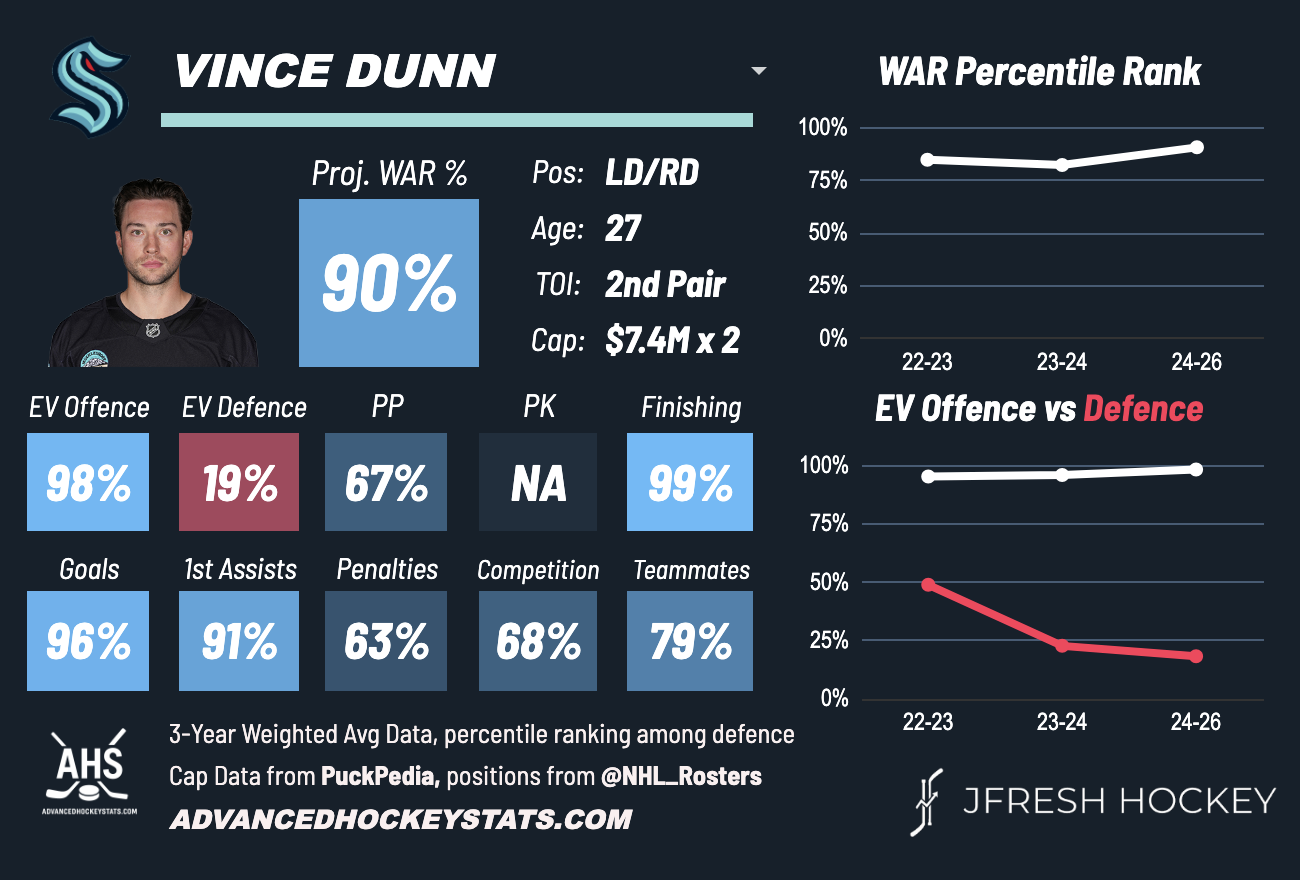 VINCE DUNN
Proj. WAR %
90%
Pos: LD/RD
Age: 27
TOI: 2nd Pair
Cap: $7.4M x 2
EV Offence EV Defence PP PK Finishing
98% 19% 67% NA 99%
Goals 1st Assists Penalties Competition Teammates
96% 91% 63% 68% 79%
WAR Percentile Rank
100%
75%
50%
25%
0%
22-23 23-24 24-26
EV Offence vs Defence
100%
75%
50%
25%
0%
22-23 23-24 24-26
AHS
ADVANCEDHOCKEYSTATS.COM
3-Year Weighted Avg Data, percentile ranking among defence
Cap Data from PuckPedia, positions from @NHL_Rosters
ADVANCEDHOCKEYSTATS.COM
JFRESH HOCKEY